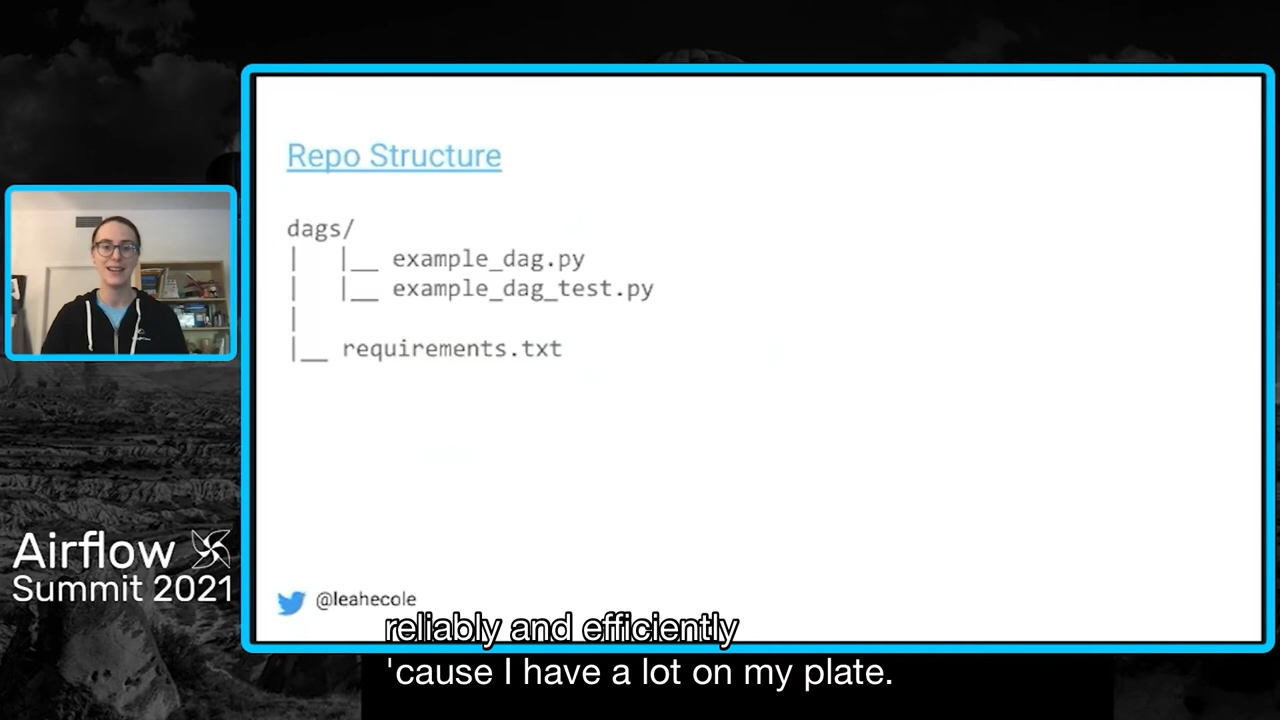 Repo Structure
dags/
|   |__ example_dag.py
|   |__ example_dag_test.py
|
|__ requirements.txt
Airflow
Summit 2021
@leahecole
reliably and efficiently
'cause I have a lot on my plate.